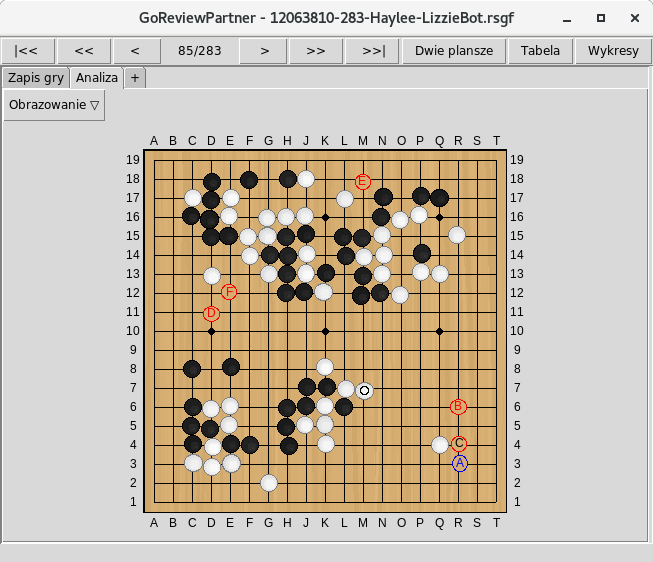 GoReviewPartner - 12063810-283-Haylee-LizzieBot.rsgf
|<< << < 85/283 > >> >>| Dwie plansze Tabela Wykresy
Zapis gry Analiza +
Obrazowanie ▽
A B C D E F G H J K L M N O P Q R S T
19 19
18 E 18
17 17
16 16
15 15
14 14
13 13
12 F 12
11 D 11
10 10
9 9
8 8
7 7
6 B 6
5 5
4 C 4
3 A 3
2 2
1 1
A B C D E F G H J K L M N O P Q R S T